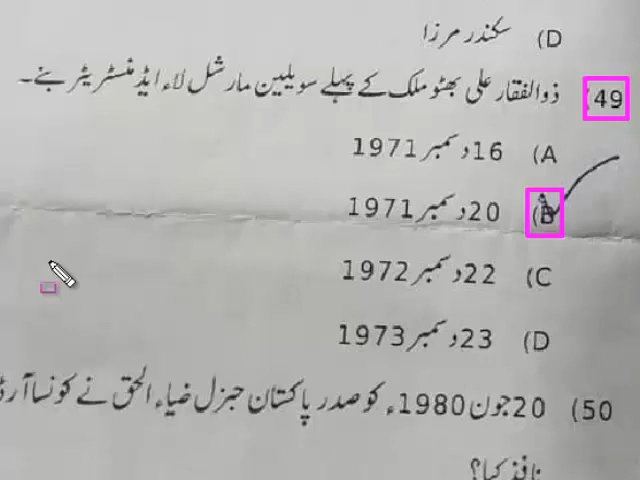 D) سکندر مرزا
49) ذوالفقار علی بھٹو ملک کے پہلے سویلین مارشل لاء ایڈمنسٹریٹر بنے۔
A) 16 دسمبر 1971
B) 20 دسمبر 1971
C) 22 دسمبر 1972
D) 23 دسمبر 1973
50) 20 جون 1980ء کو صدر پاکستان جنرل ضیاء الحق نے کونسا
نافذ کیا؟